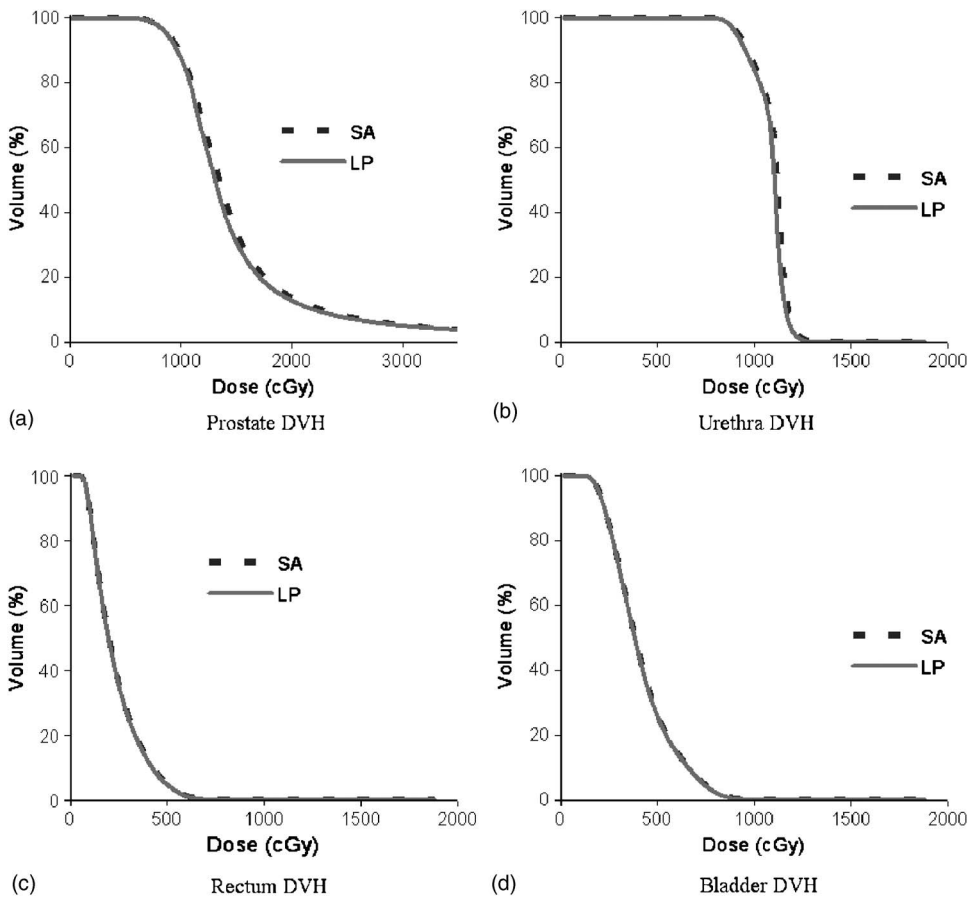 100
80
60
40
20
0
Volume (%)
SA
LP
0 1000 2000 3000
Dose (cGy)
(a) Prostate DVH
100
80
60
40
20
0
Volume (%)
SA
LP
0 500 1000 1500 2000
Dose (cGy)
(b) Urethra DVH
100
80
60
40
20
0
Volume (%)
SA
LP
0 500 1000 1500 2000
Dose (cGy)
(c) Rectum DVH
100
80
60
40
20
0
Volume (%)
SA
LP
0 500 1000 1500 2000
Dose (cGy)
(d) Bladder DVH